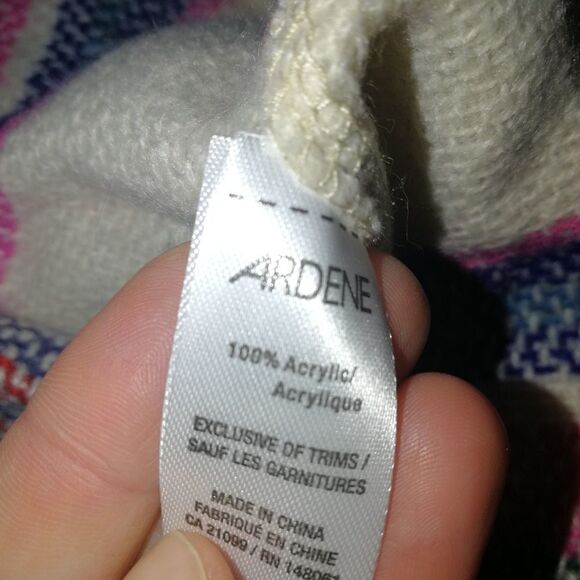 ARDENE
100% Acrylic/
Acrylique
EXCLUSIVE OF TRIMS /
SAUF LES GARNITURES
MADE IN CHINA
FABRIQUÉ EN CHINE
CA 21099 / RN 148061